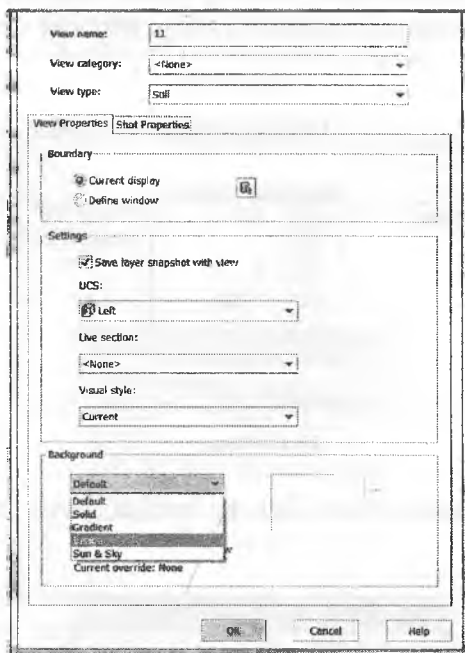 View name: 11
View category: <None>
View type: Still
View Properties Shot Properties
Boundary
Current display
Define window
Settings
Save layer snapshot with view
UCS:
Left
Live section:
<None>
Visual style:
Current
Background
Default
Default
Solid
Gradient
Sun & Sky
Current override: None
OK Cancel Help